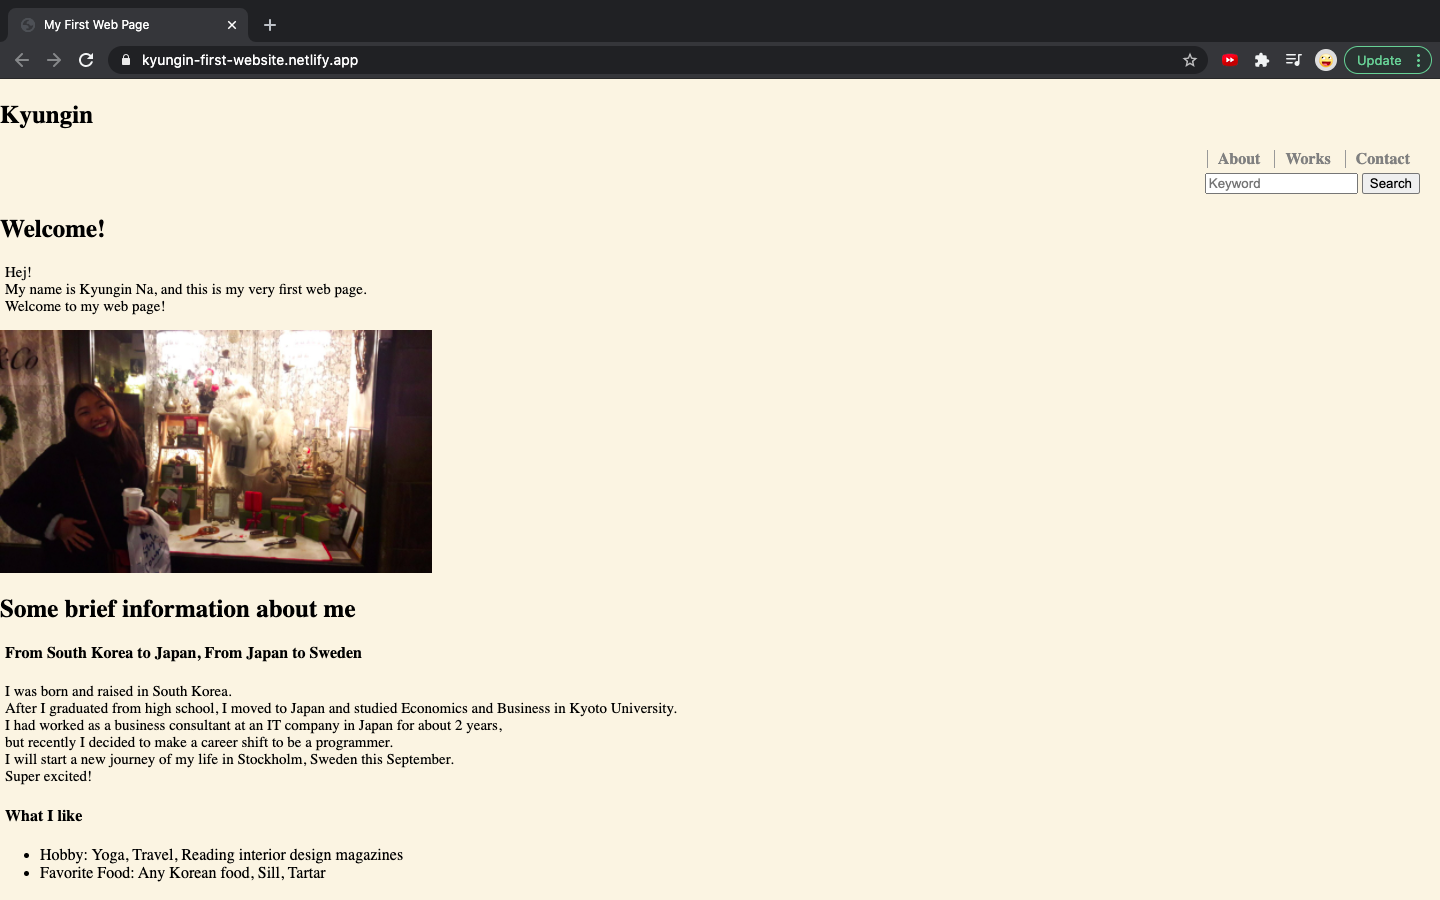 My First Web Page
kyungin-first-website.netlify.app
Update
Kyungin
About
Works
Contact
Keyword
Search
Welcome!
Hej!
My name is Kyungin Na, and this is my very first web page.
Welcome to my web page!
&Co
Some brief information about me
From South Korea to Japan, From Japan to Sweden
I was born and raised in South Korea.
After I graduated from high school, I moved to Japan and studied Economics and Business in Kyoto University.
I had worked as a business consultant at an IT company in Japan for about 2 years,
but recently I decided to make a career shift to be a programmer.
I will start a new journey of my life in Stockholm, Sweden this September.
Super excited!
What I like
Hobby: Yoga, Travel, Reading interior design magazines
Favorite Food: Any Korean food, Sill, Tartar